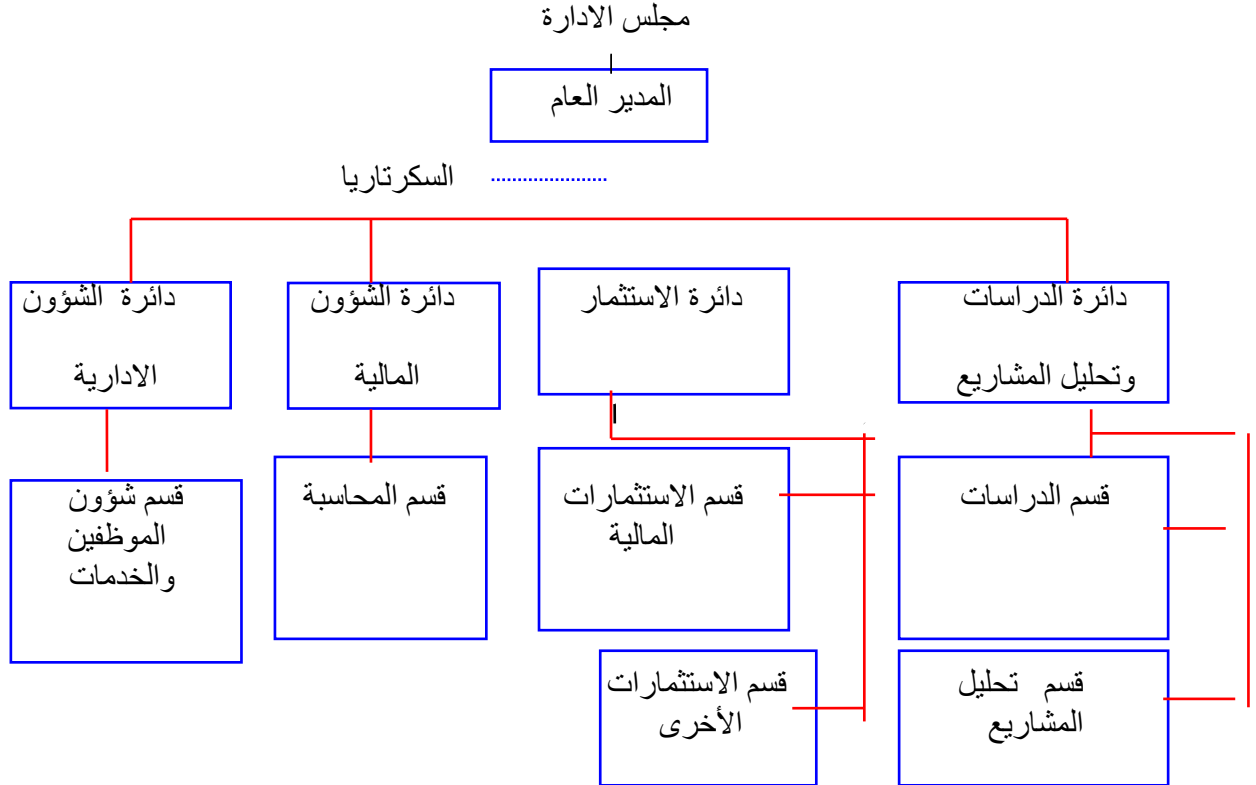 مجلس الادارة
المدير العام
السكرتاريا ......................
دائرة الدراسات
وتحليل المشاريع
دائرة الاستثمار
دائرة الشؤون
المالية
دائرة الشؤون
الادارية
قسم الدراسات
قسم الاستثمارات
المالية
قسم المحاسبة
قسم شؤون
الموظفين
والخدمات
قسم تحليل
المشاريع
قسم الاستثمارات
الأخرى